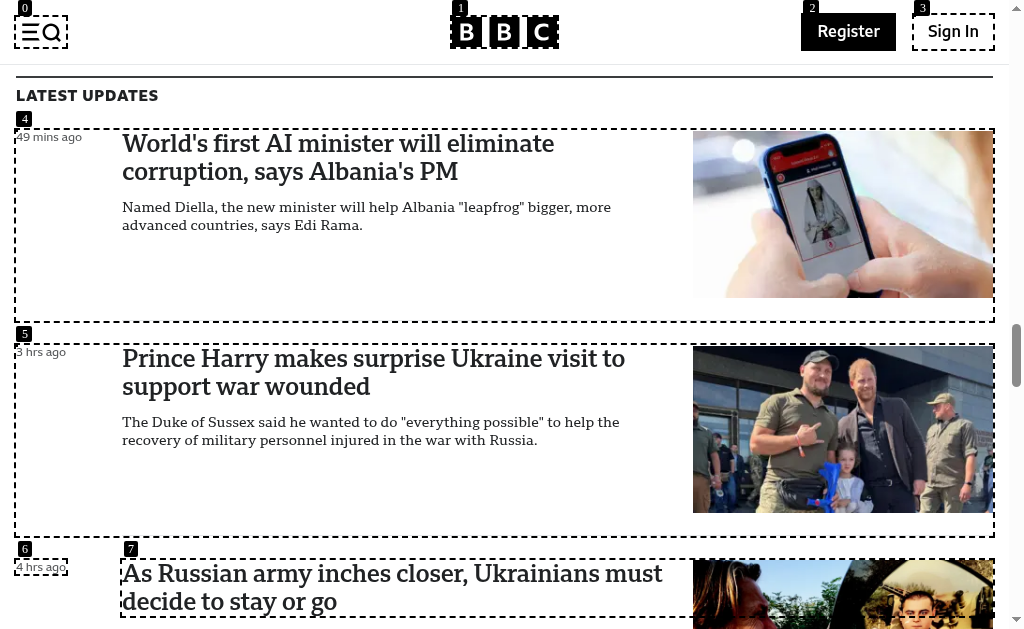 0
1
2
3
BBC
Register
Sign In
LATEST UPDATES
4
49 mins ago
World's first AI minister will eliminate
corruption, says Albania's PM
Named Diella, the new minister will help Albania "leapfrog" bigger, more
advanced countries, says Edi Rama.
5
3 hrs ago
Prince Harry makes surprise Ukraine visit to
support war wounded
The Duke of Sussex said he wanted to do "everything possible" to help the
recovery of military personnel injured in the war with Russia.
6
7
4 hrs ago
As Russian army inches closer, Ukrainians must
decide to stay or go